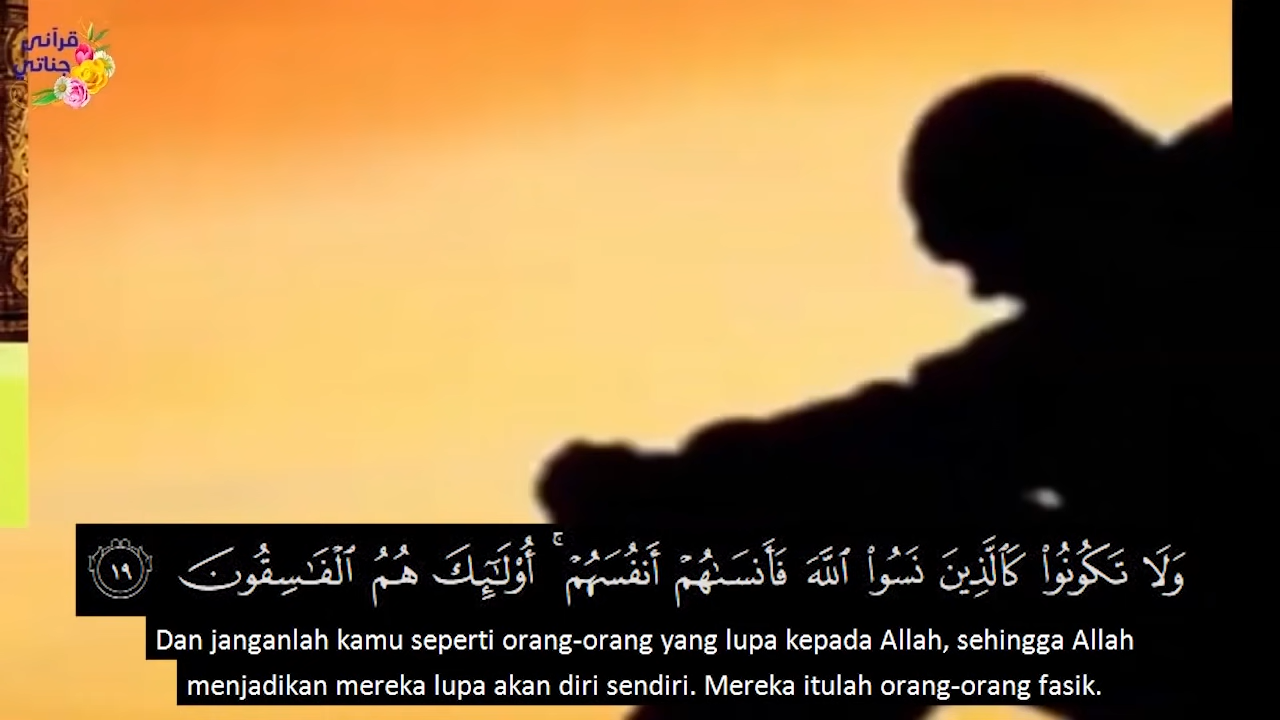 قرآني
جناتي
وَلَا تَكُونُوا۟ كَٱلَّذِينَ نَسُوا۟ ٱللَّهَ فَأَنسَىٰهُمْ أَنفُسَهُمْ ۚ أُو۟لَـٰٓئِكَ هُمُ ٱلْفَـٰسِقُونَ ١٩
Dan janganlah kamu seperti orang-orang yang lupa kepada Allah, sehingga Allah
menjadikan mereka lupa akan diri sendiri. Mereka itulah orang-orang fasik.